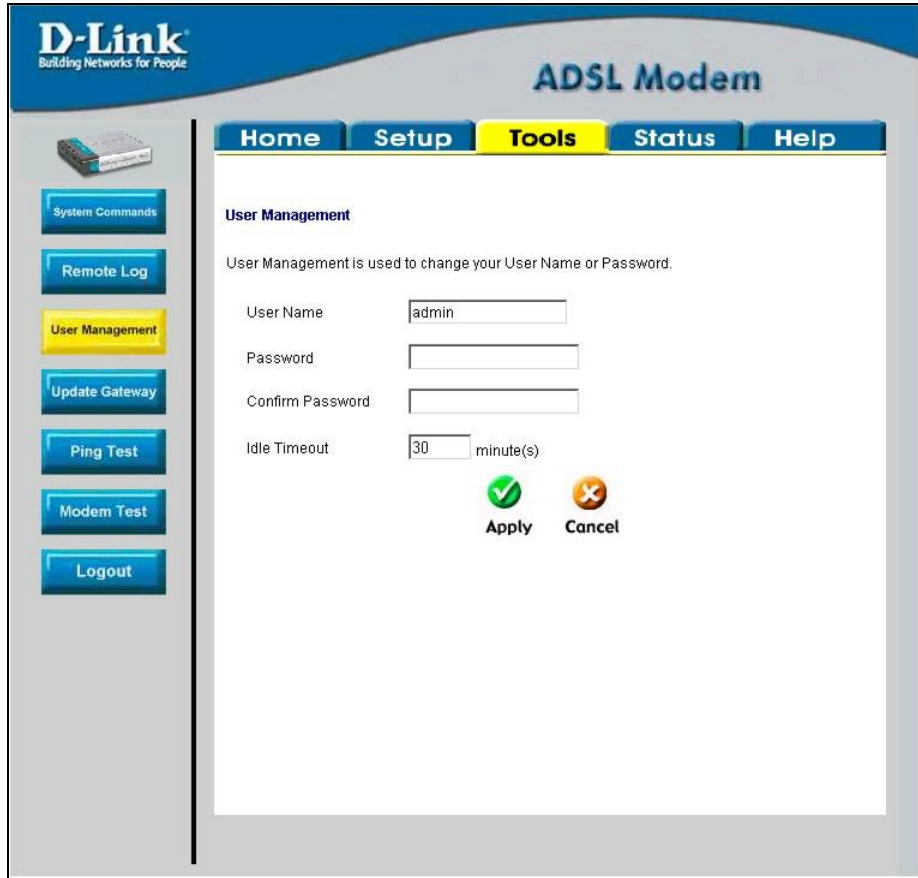 D-Link
Building Networks for People
ADSL Modem
Home Setup Tools Status Help
System Commands
Remote Log
User Management
Update Gateway
Ping Test
Modem Test
Logout
User Management
User Management is used to change your User Name or Password.
User Name admin
Password
Confirm Password
Idle Timeout 30 minute(s)
Apply Cancel